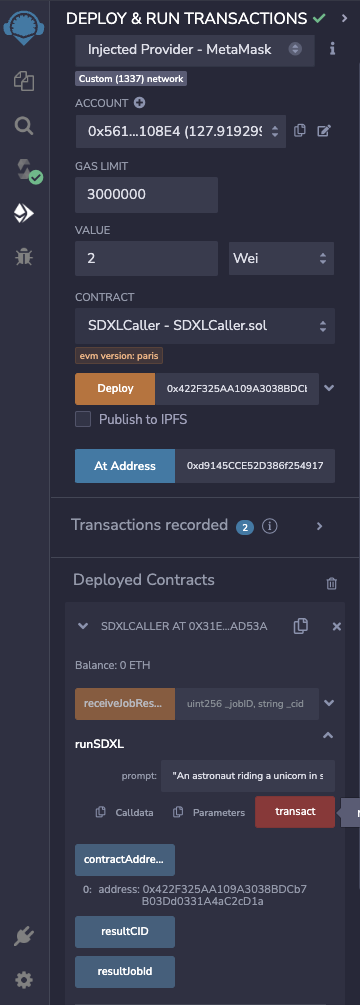 DEPLOY & RUN TRANSACTIONS
Injected Provider - MetaMask
Custom (1337) network
ACCOUNT
0x561...108E4 (127.919299
GAS LIMIT
3000000
VALUE
2 Wei
CONTRACT
SDXLCaller - SDXLCaller.sol
evm version: paris
Deploy 0x422F325AA109A3038BDCb
Publish to IPFS
At Address 0xd9145CCE52D386f254917
Transactions recorded 2
Deployed Contracts
SDXLCALLER AT 0X31E...AD53A
Balance: 0 ETH
receiveJobRes... uint256 _jobID, string _cid
runSDXL
prompt: "An astronaut riding a unicorn in s
Calldata Parameters transact
contractAddre...
0: address: 0x422F325AA109A3038BDCb7
B03Dd0331A4aC2cD1a
resultCID
resultJobId